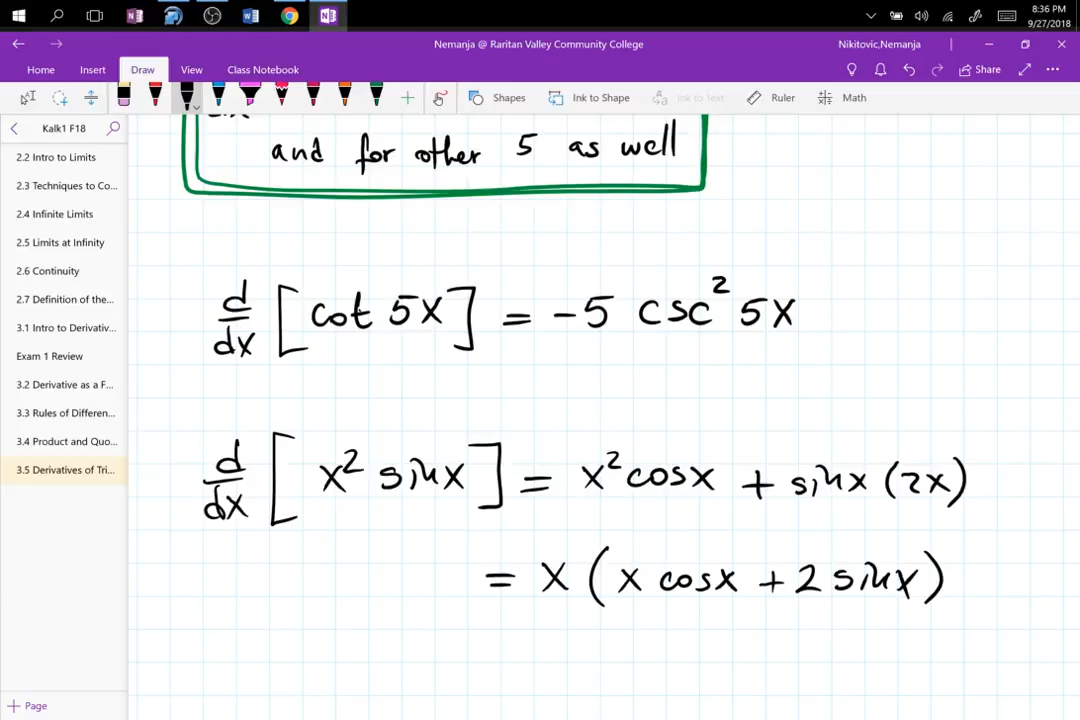 8:36 PM
9/27/2018
Nemanja @ Raritan Valley Community College
Nikitovic,Nemanja
Home Insert Draw View Class Notebook
Share
Shapes Ink to Shape Ink to Text Ruler Math
Kalk1 F18
2.2 Intro to Limits
2.3 Techniques to Co...
2.4 Infinite Limits
2.5 Limits at Infinity
2.6 Continuity
2.7 Definition of the...
3.1 Intro to Derivativ...
Exam 1 Review
3.2 Derivative as a F...
3.3 Rules of Differen...
3.4 Product and Quo...
3.5 Derivatives of Tri...
+ Page
and for other 5 as well
d/dx [cot 5x] = -5 csc² 5x
d/dx [x² sinx] = x² cosx + sinx (2x)
= x (x cosx + 2 sinx)